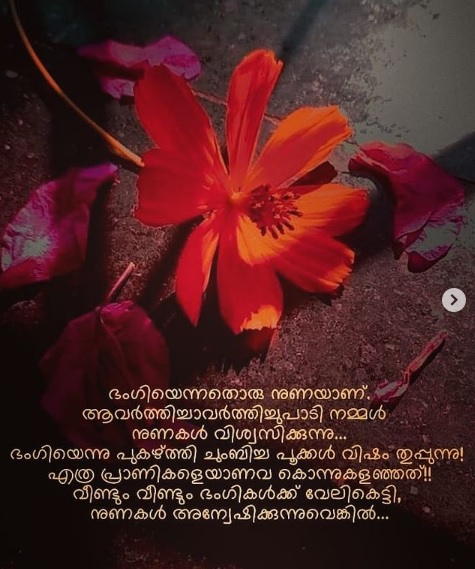 ഭംഗിയെന്നതൊരു നുണയാണ്.
ആവർത്തിച്ചാവർത്തിച്ചുപാടി നമ്മൾ
നുണകൾ വിശ്വസിക്കുന്നു...
ഭംഗിയെന്നു പുകഴ്ത്തി ചുംബിച്ച പൂക്കൾ വിഷം തുപ്പുന്നു!
എത്ര പ്രാണികളെയാണവ കൊന്നുകളഞ്ഞത്!!
വീണ്ടും വീണ്ടും ഭംഗികൾക്ക് വേലികെട്ടി,
നുണകൾ അന്വേഷിക്കുന്നുവെങ്കിൽ...